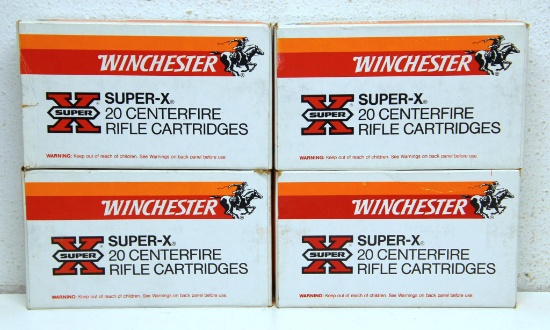 WINCHESTER
X SUPER
SUPER-X®
20 CENTERFIRE
RIFLE CARTRIDGES
WARNING: Keep out of reach of children. See Warnings on back panel before use.
WINCHESTER
X SUPER
SUPER-X®
20 CENTERFIRE
RIFLE CARTRIDGES
WARNING: Keep out of reach of children. See Warnings on back panel before use.
WINCHESTER
X SUPER
SUPER-X®
20 CENTERFIRE
RIFLE CARTRIDGES
WARNING: Keep out of reach of children. See Warnings on back panel before use.
WINCHESTER
X SUPER
SUPER-X®
20 CENTERFIRE
RIFLE CARTRIDGES
WARNING: Keep out of reach of children. See Warnings on back panel before use.